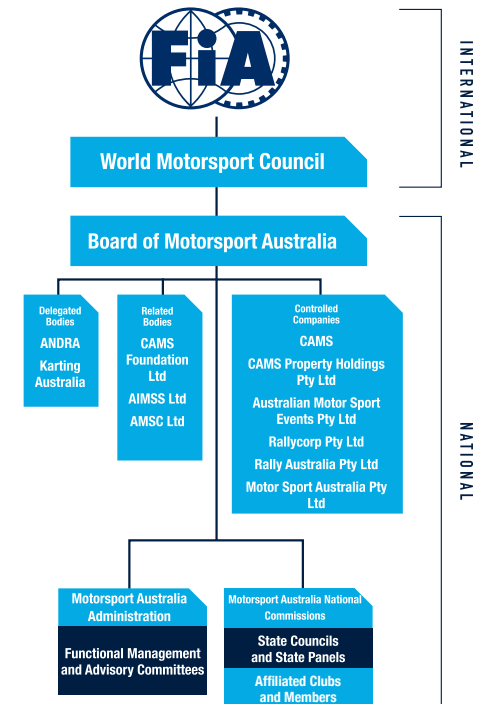 FiA
INTERNATIONAL
World Motorsport Council
Board of Motorsport Australia
Delegated
Bodies
ANDRA
Karting
Australia
Related
Bodies
CAMS
Foundation
Ltd
AIMSS Ltd
AMSC Ltd
Controlled
Companies
CAMS
CAMS Property Holdings
Pty Ltd
Australian Motor Sport
Events Pty Ltd
Rallycorp Pty Ltd
Rally Australia Pty Ltd
Motor Sport Australia Pty
Ltd
NATIONAL
Motorsport Australia
Administration
Functional Management
and Advisory Committees
Motorsport Australia National
Commissions
State Councils
and State Panels
Affiliated Clubs
and Members